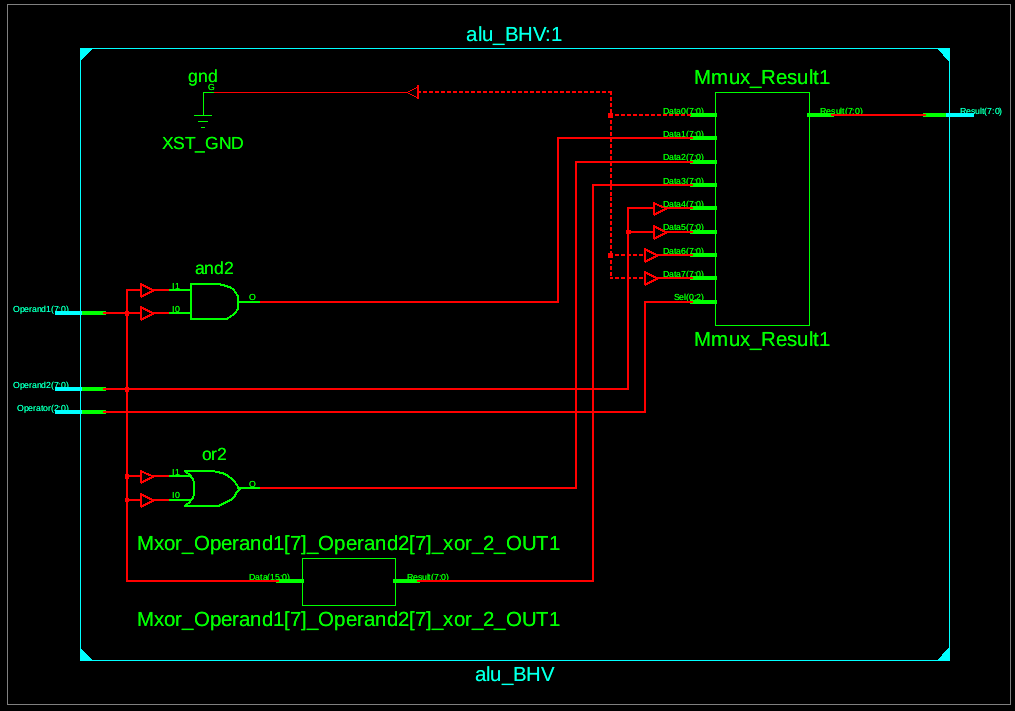 alu_BHV:1
gnd
G
XST_GND
Mmux_Result1
Data0(7:0)
Result(7:0)
Result(7:0)
Data1(7:0)
Data2(7:0)
Data3(7:0)
Data4(7:0)
Data5(7:0)
Data6(7:0)
Data7(7:0)
Sel(0:2)
Mmux_Result1
and2
I1
I0
O
Operand1(7:0)
Operand2(7:0)
Operator(2:0)
or2
I1
I0
O
Mxor_Operand1[7]_Operand2[7]_xor_2_OUT1
Data(15:0)
Result(7:0)
Mxor_Operand1[7]_Operand2[7]_xor_2_OUT1
alu_BHV